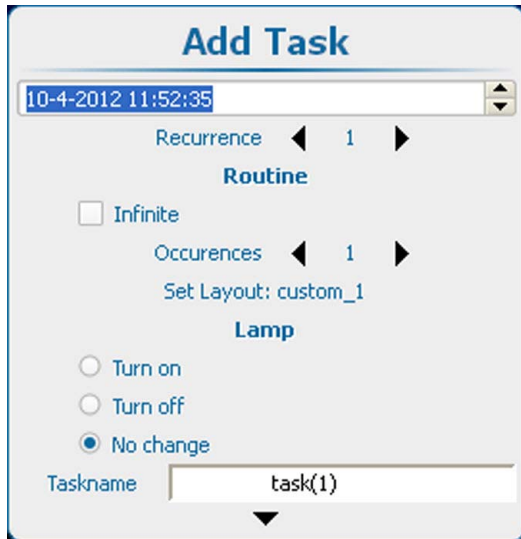 Add Task
10-4-2012 11:52:35
Recurrence 1
Routine
Infinite
Occurences 1
Set Layout: custom_1
Lamp
Turn on
Turn off
No change
Taskname task(1)